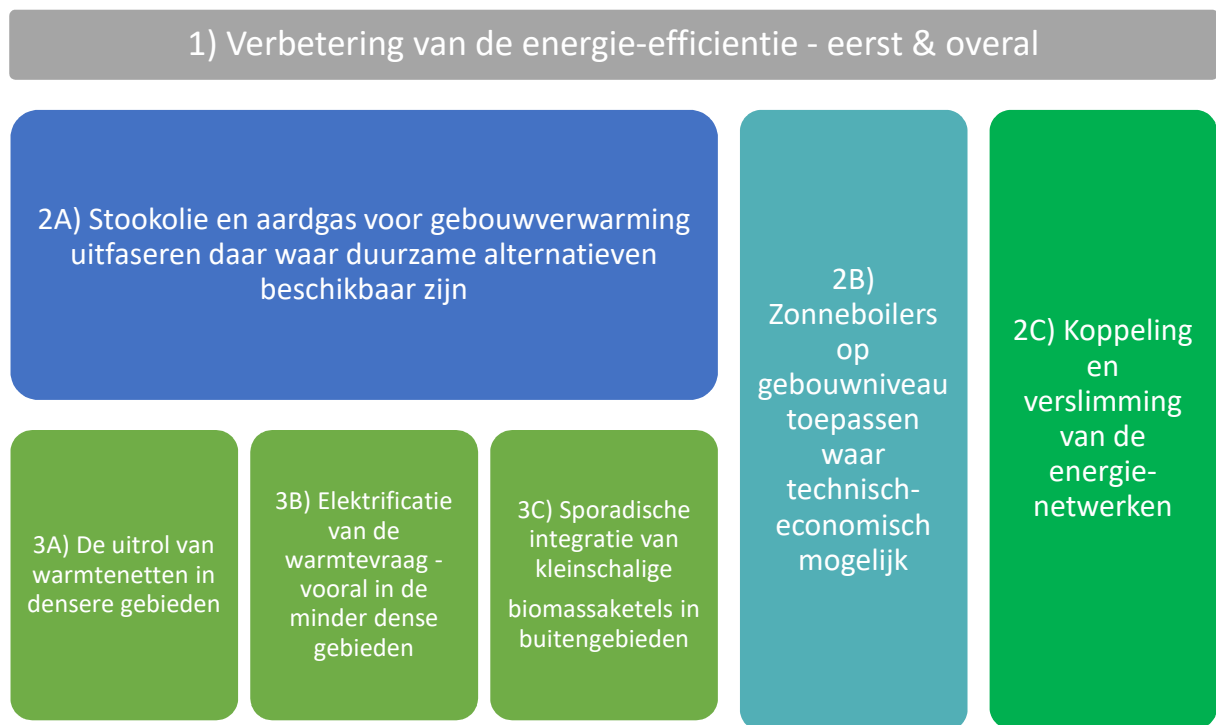 1) Verbetering van de energie-efficientie - eerst & overal
2A) Stookolie en aardgas voor gebouwverwarming
uitfaseren daar waar duurzame alternatieven
beschikbaar zijn
2B)
Zonneboilers
op
gebouwniveau
toepassen
waar
technisch-
economisch
mogelijk
2C) Koppeling
en
verslimming
van de
energie-
netwerken
3A) De uitrol van
warmtenetten in
densere gebieden
3B) Elektrificatie
van de
warmtevraag -
vooral in de
minder dense
gebieden
3C) Sporadische
integratie van
kleinschalige
biomassaketels in
buitengebieden